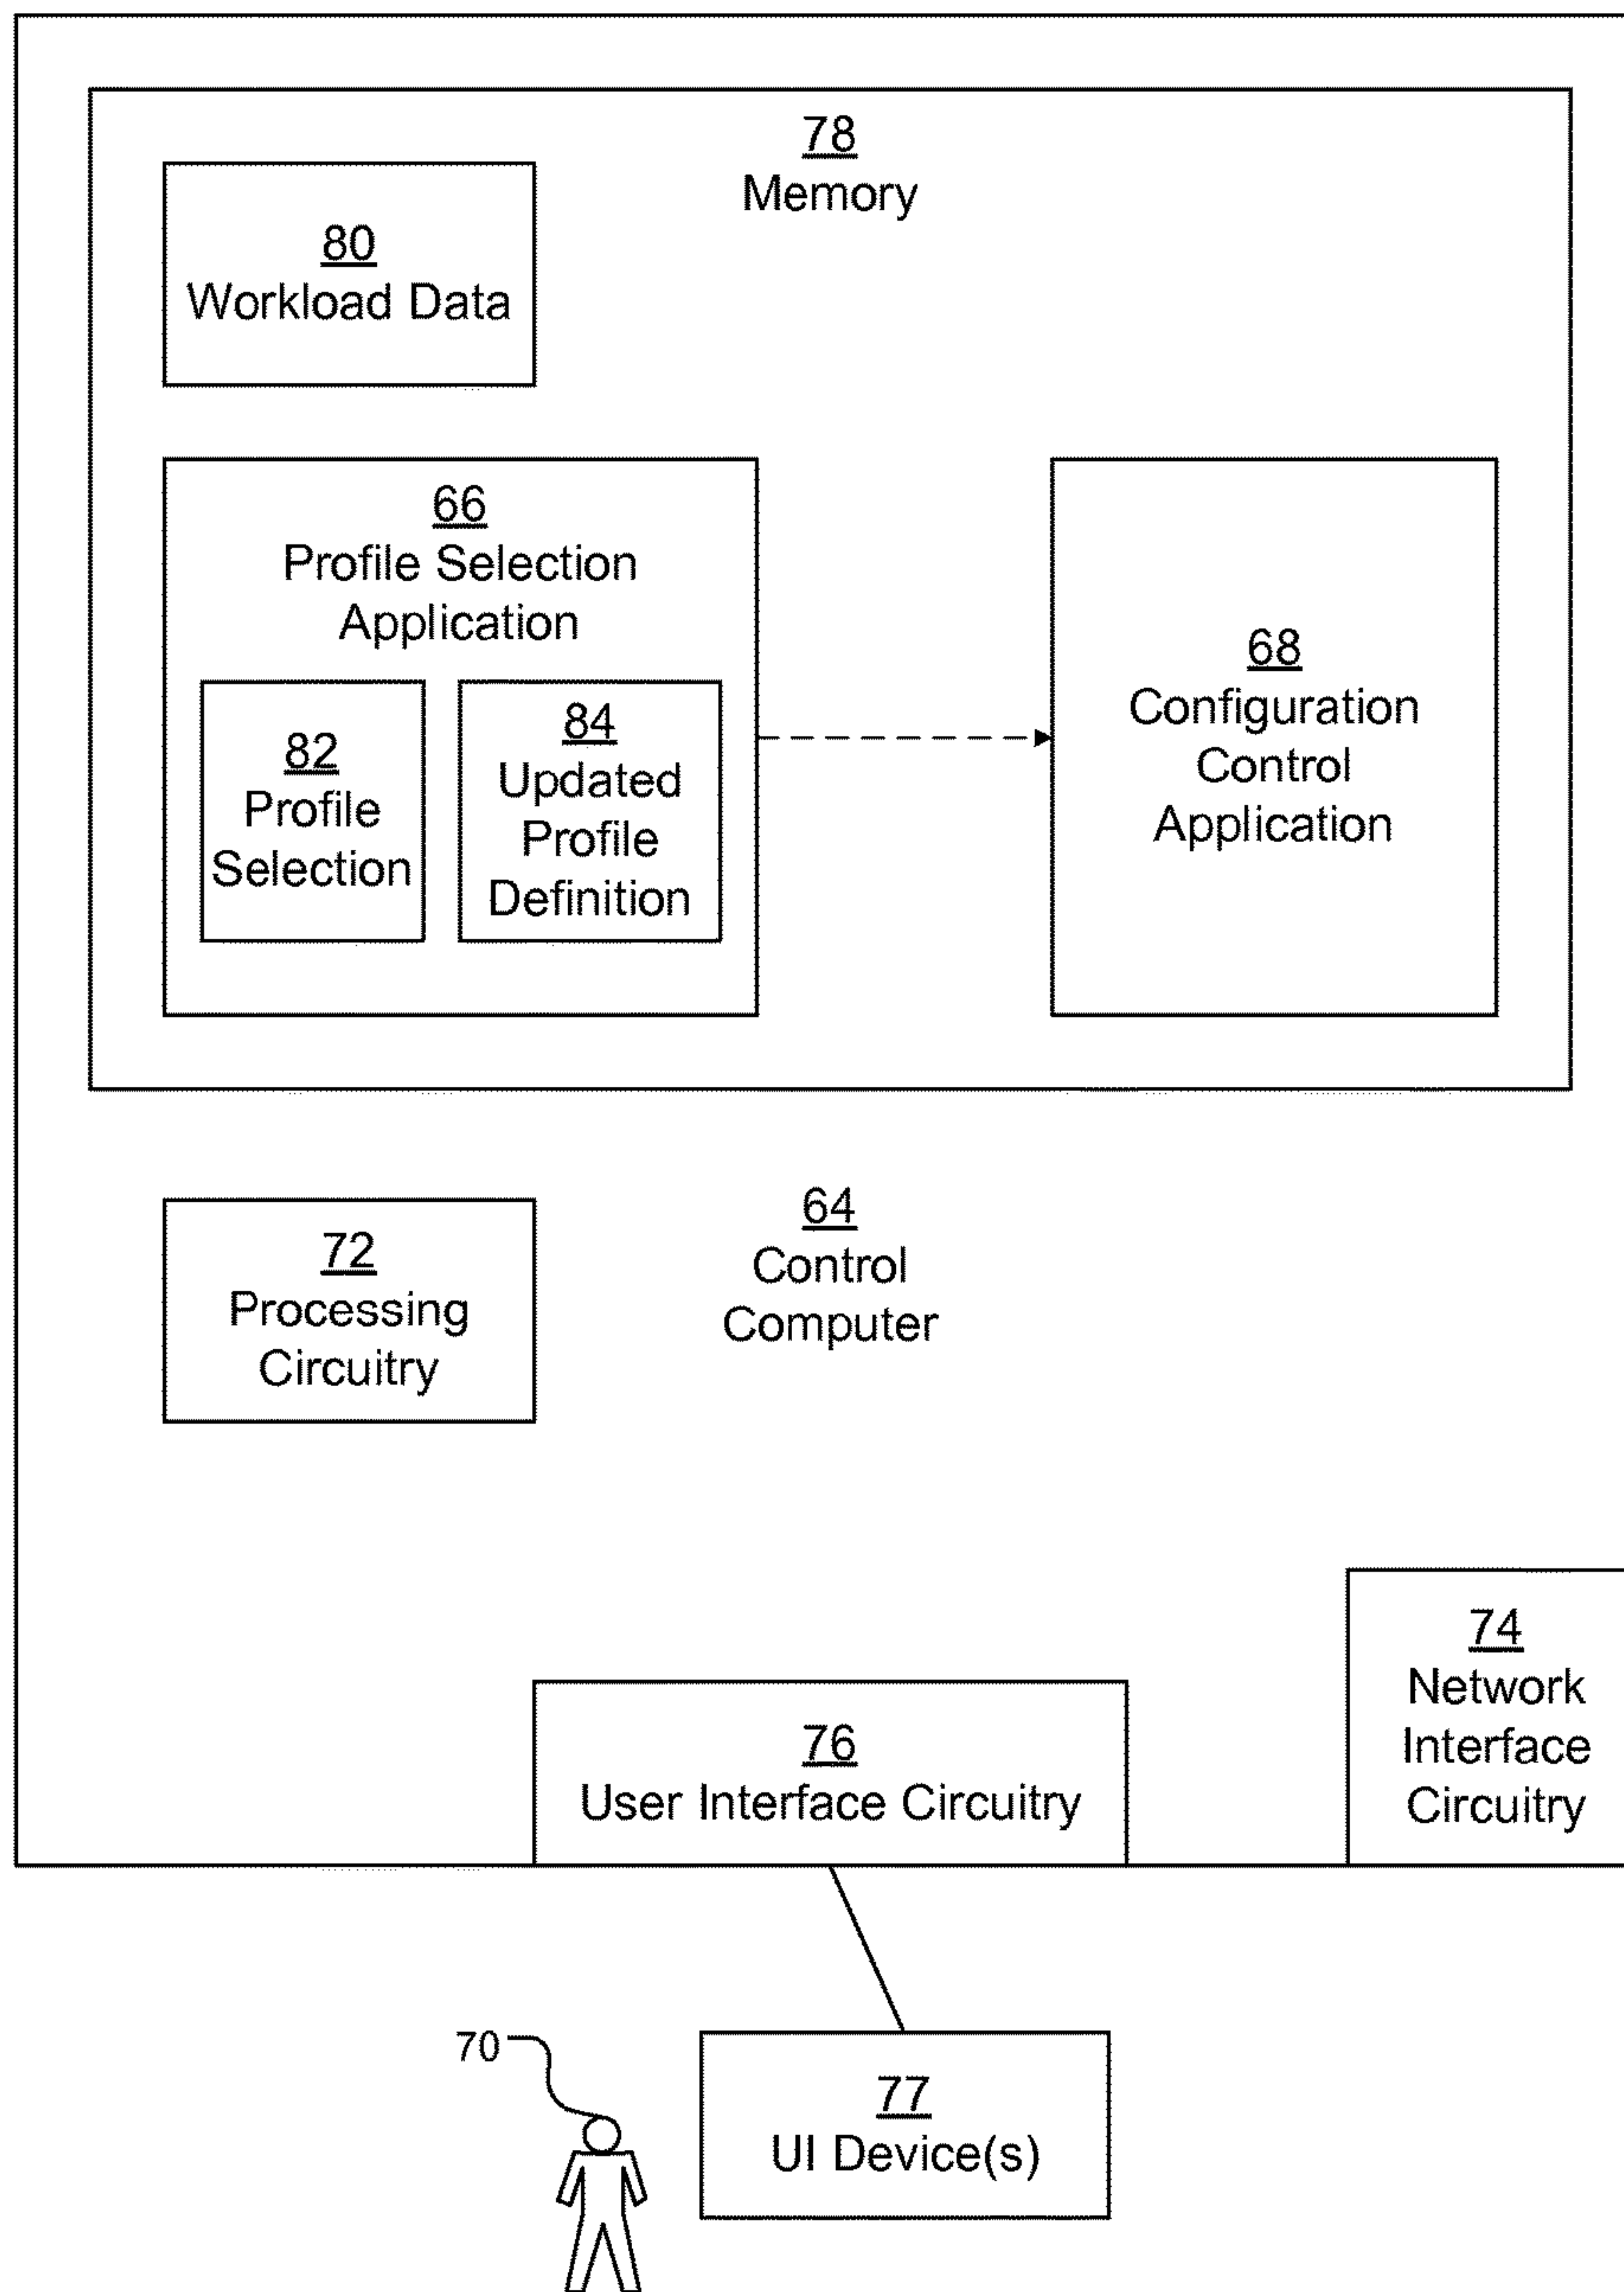 78
Memory
80
Workload Data
66
Profile Selection
Application
82
Profile
Selection
84
Updated
Profile
Definition
68
Configuration
Control
Application
72
Processing
Circuitry
64
Control
Computer
74
Network
Interface
Circuitry
76
User Interface Circuitry
70
77
UI Device(s)